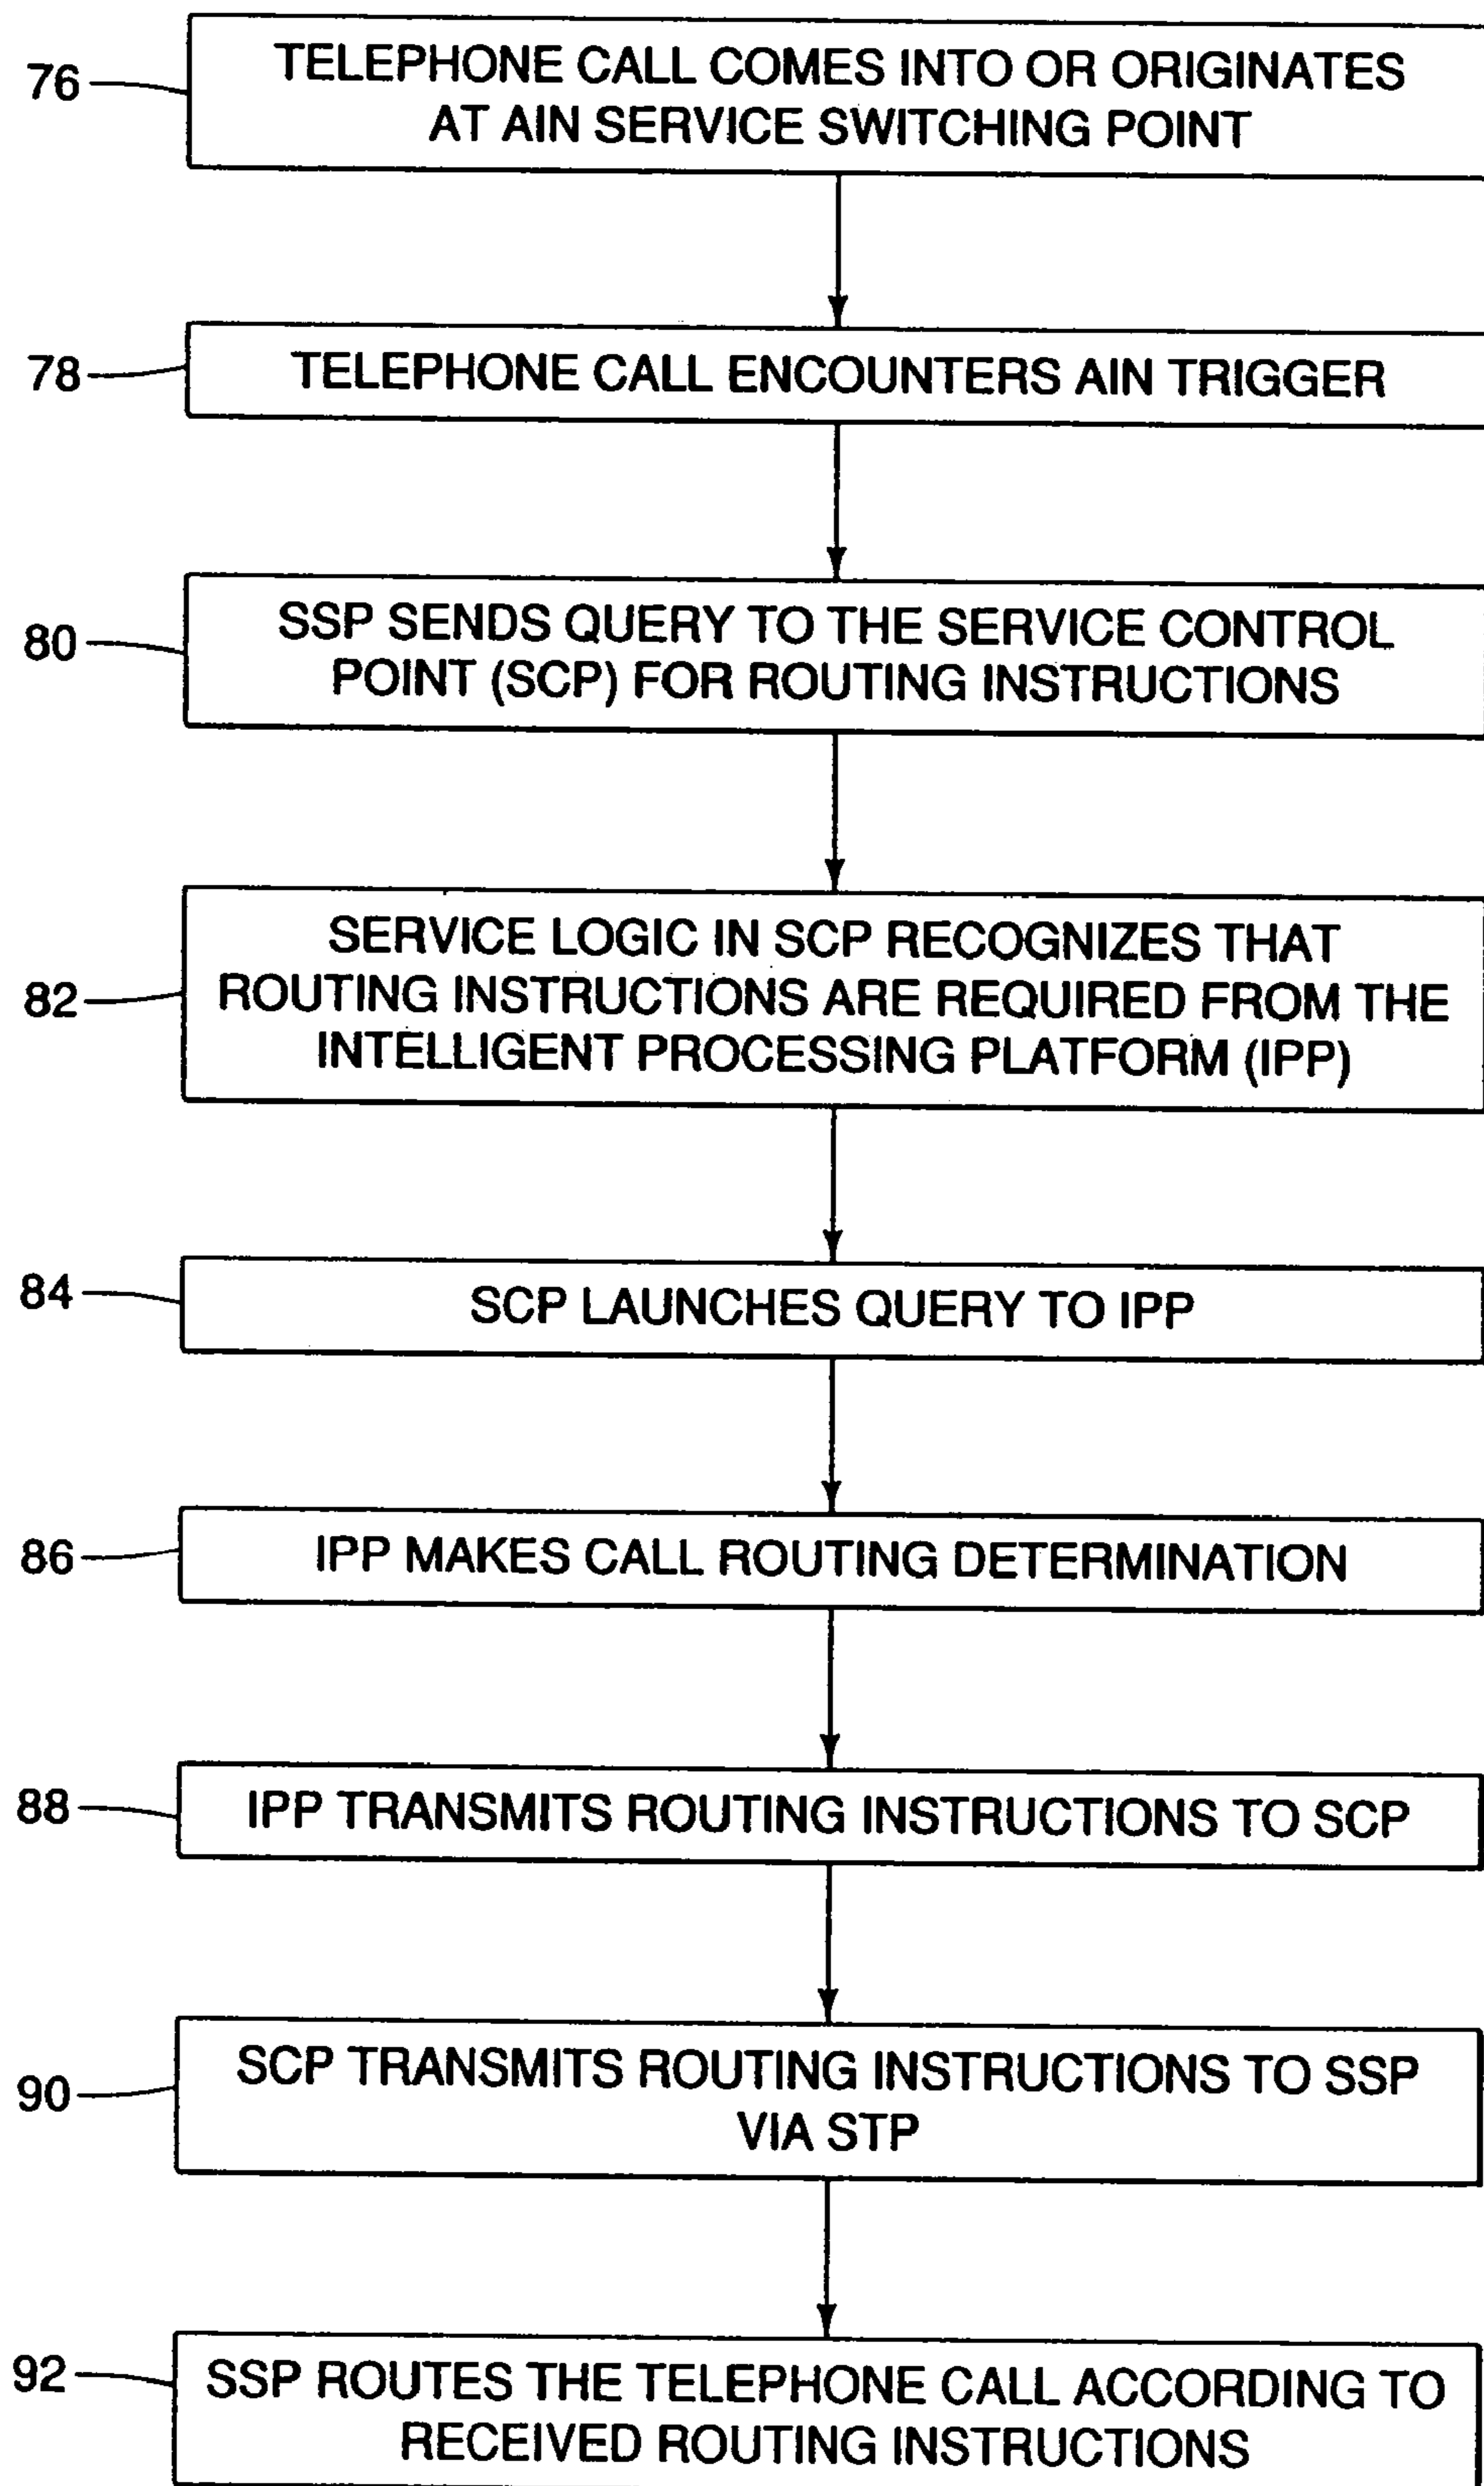 76
TELEPHONE CALL COMES INTO OR ORIGINATES
AT AIN SERVICE SWITCHING POINT
78
TELEPHONE CALL ENCOUNTERS AIN TRIGGER
80
SSP SENDS QUERY TO THE SERVICE CONTROL
POINT (SCP) FOR ROUTING INSTRUCTIONS
82
SERVICE LOGIC IN SCP RECOGNIZES THAT
ROUTING INSTRUCTIONS ARE REQUIRED FROM THE
INTELLIGENT PROCESSING PLATFORM (IPP)
84
SCP LAUNCHES QUERY TO IPP
86
IPP MAKES CALL ROUTING DETERMINATION
88
IPP TRANSMITS ROUTING INSTRUCTIONS TO SCP
90
SCP TRANSMITS ROUTING INSTRUCTIONS TO SSP
VIA STP
92
SSP ROUTES THE TELEPHONE CALL ACCORDING TO
RECEIVED ROUTING INSTRUCTIONS